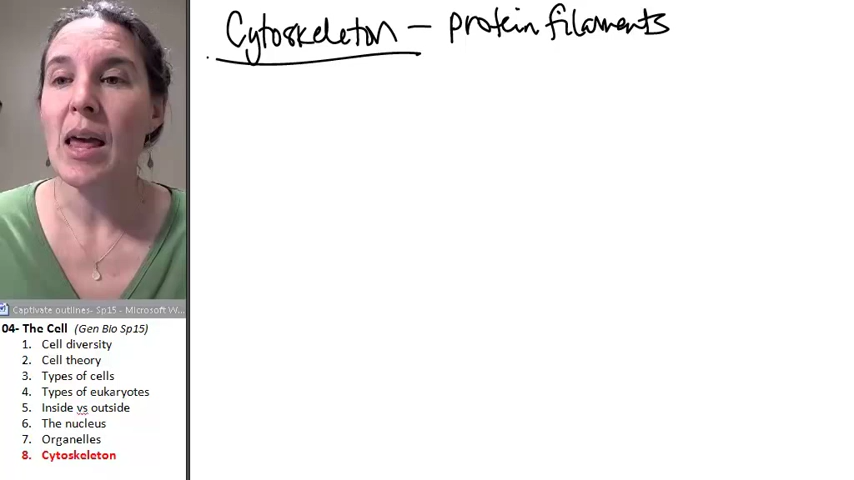 Cytoskeleton – protein filaments
Captivate outlines- Sp15 - Microsoft W...
04- The Cell (Gen Bio Sp15)
1. Cell diversity
2. Cell theory
3. Types of cells
4. Types of eukaryotes
5. Inside vs outside
6. The nucleus
7. Organelles
8. Cytoskeleton